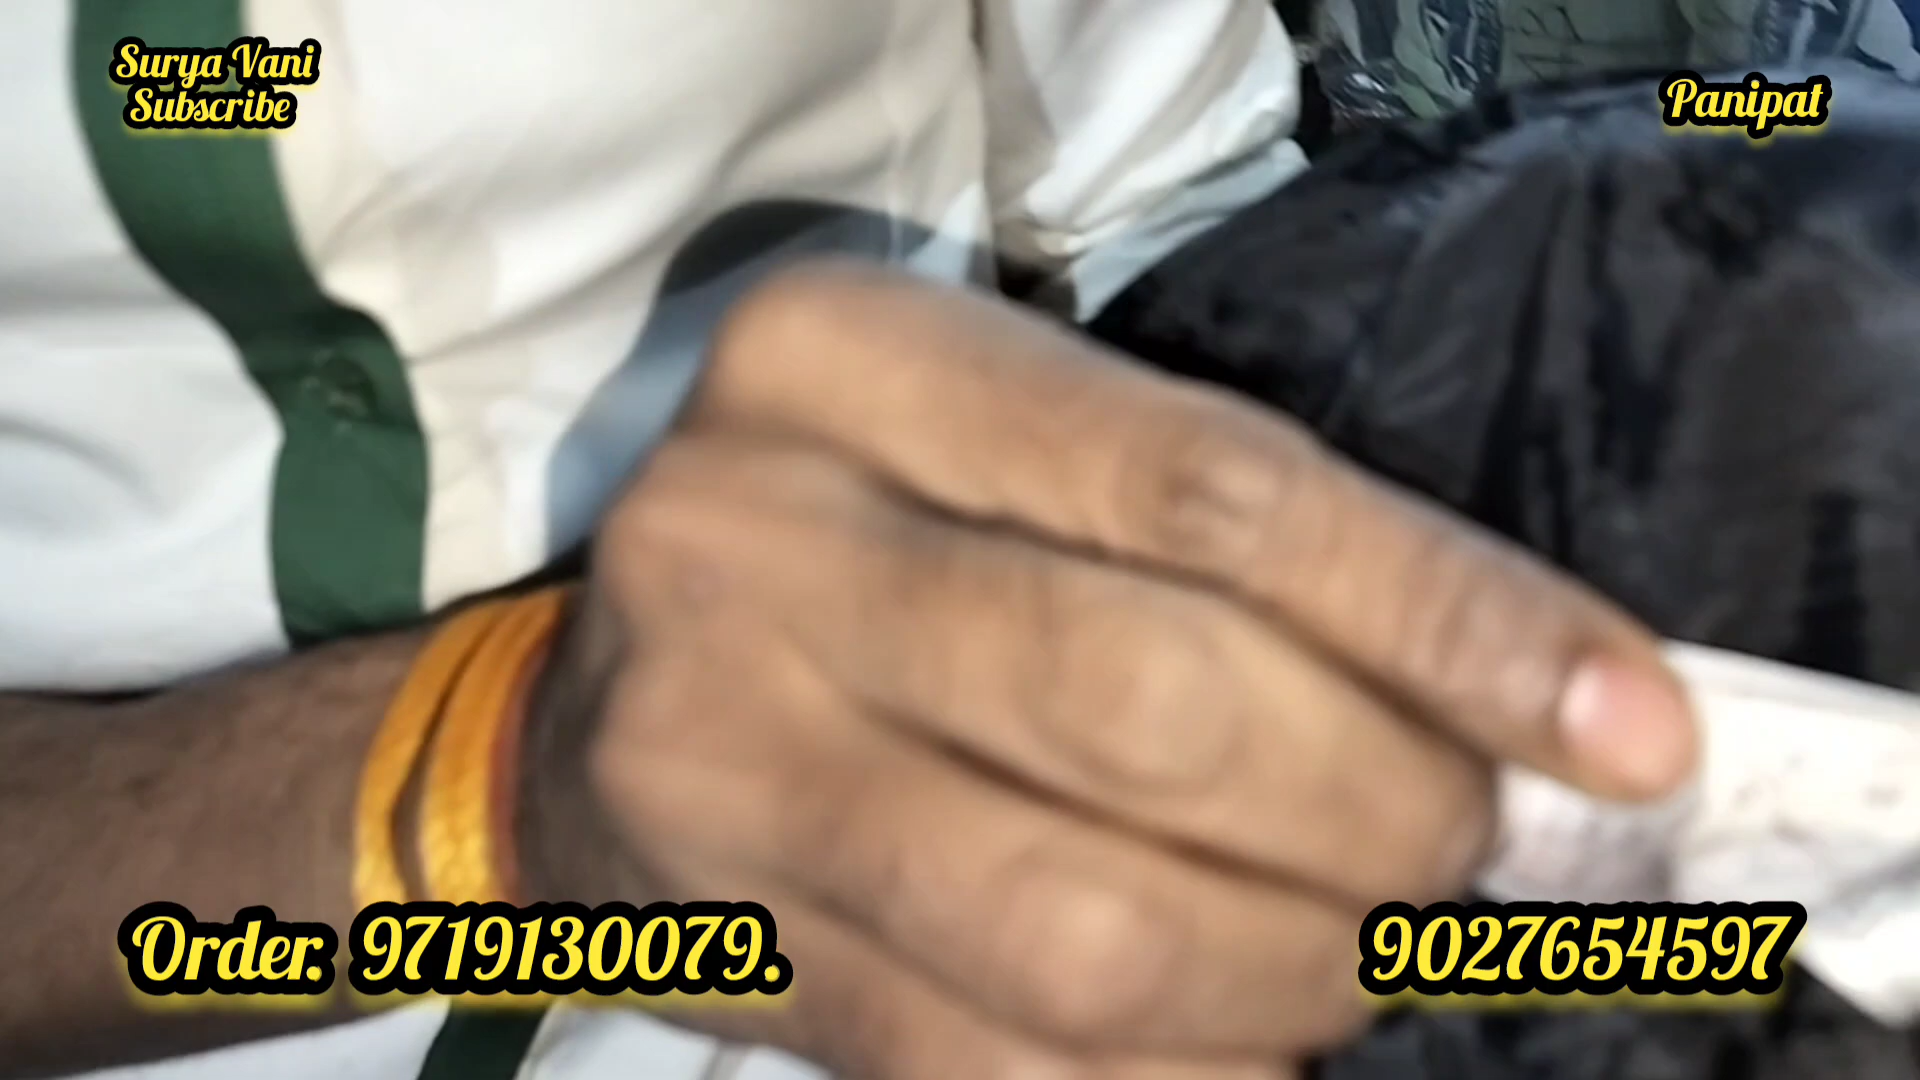 Surya Vani
Subscribe
Panipat
Order. 9719130079.
9027654597